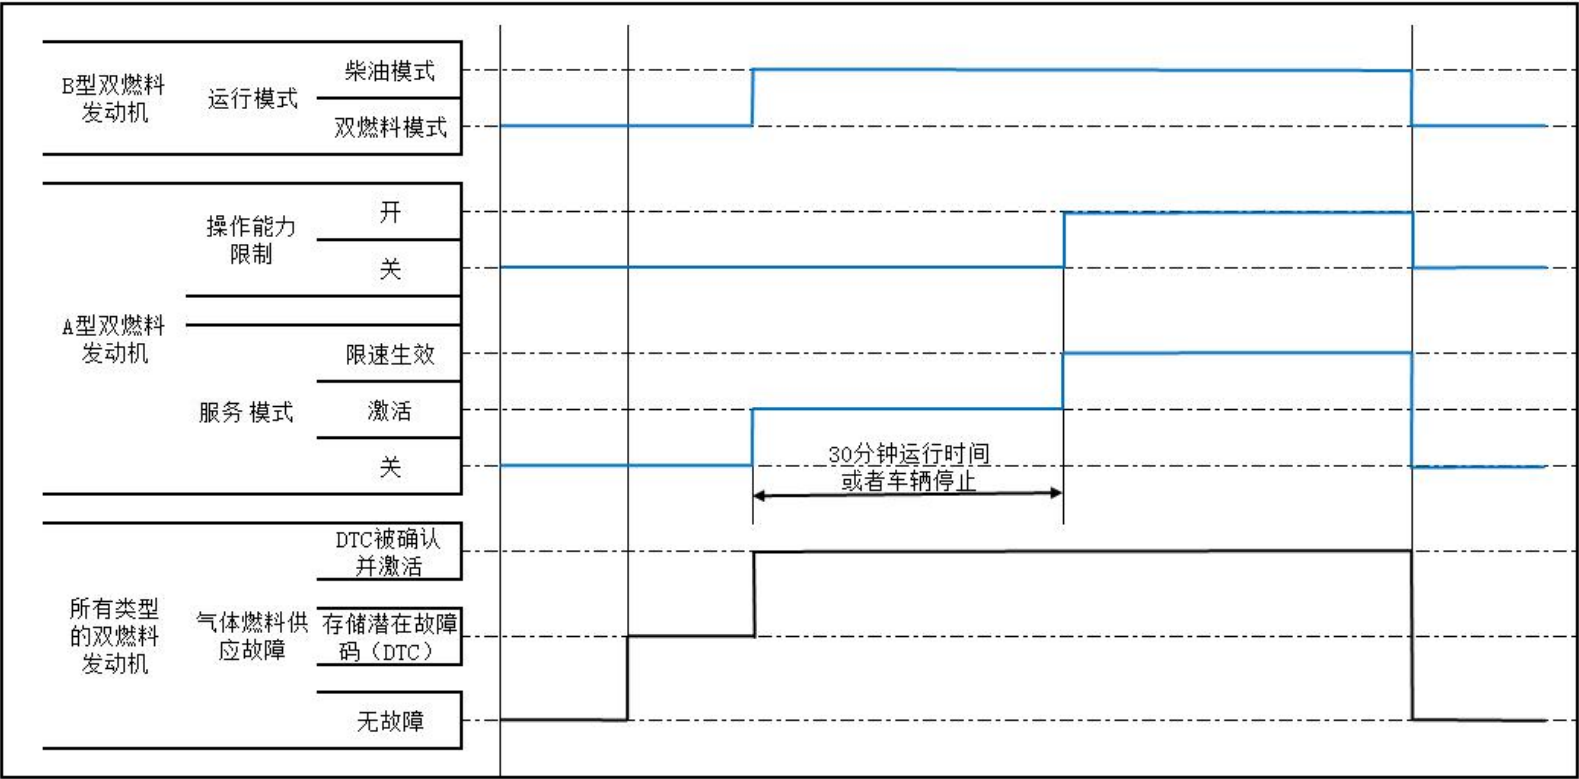 B型双燃料
发动机
运行模式
柴油模式
双燃料模式
A型双燃料
发动机
操作能力
限制
开
关
服务 模式
限速生效
激活
关
30分钟运行时间
或者车辆停止
所有类型
的双燃料
发动机
气体燃料供
应故障
DTC被确认
并激活
存储潜在故障
码（DTC）
无故障